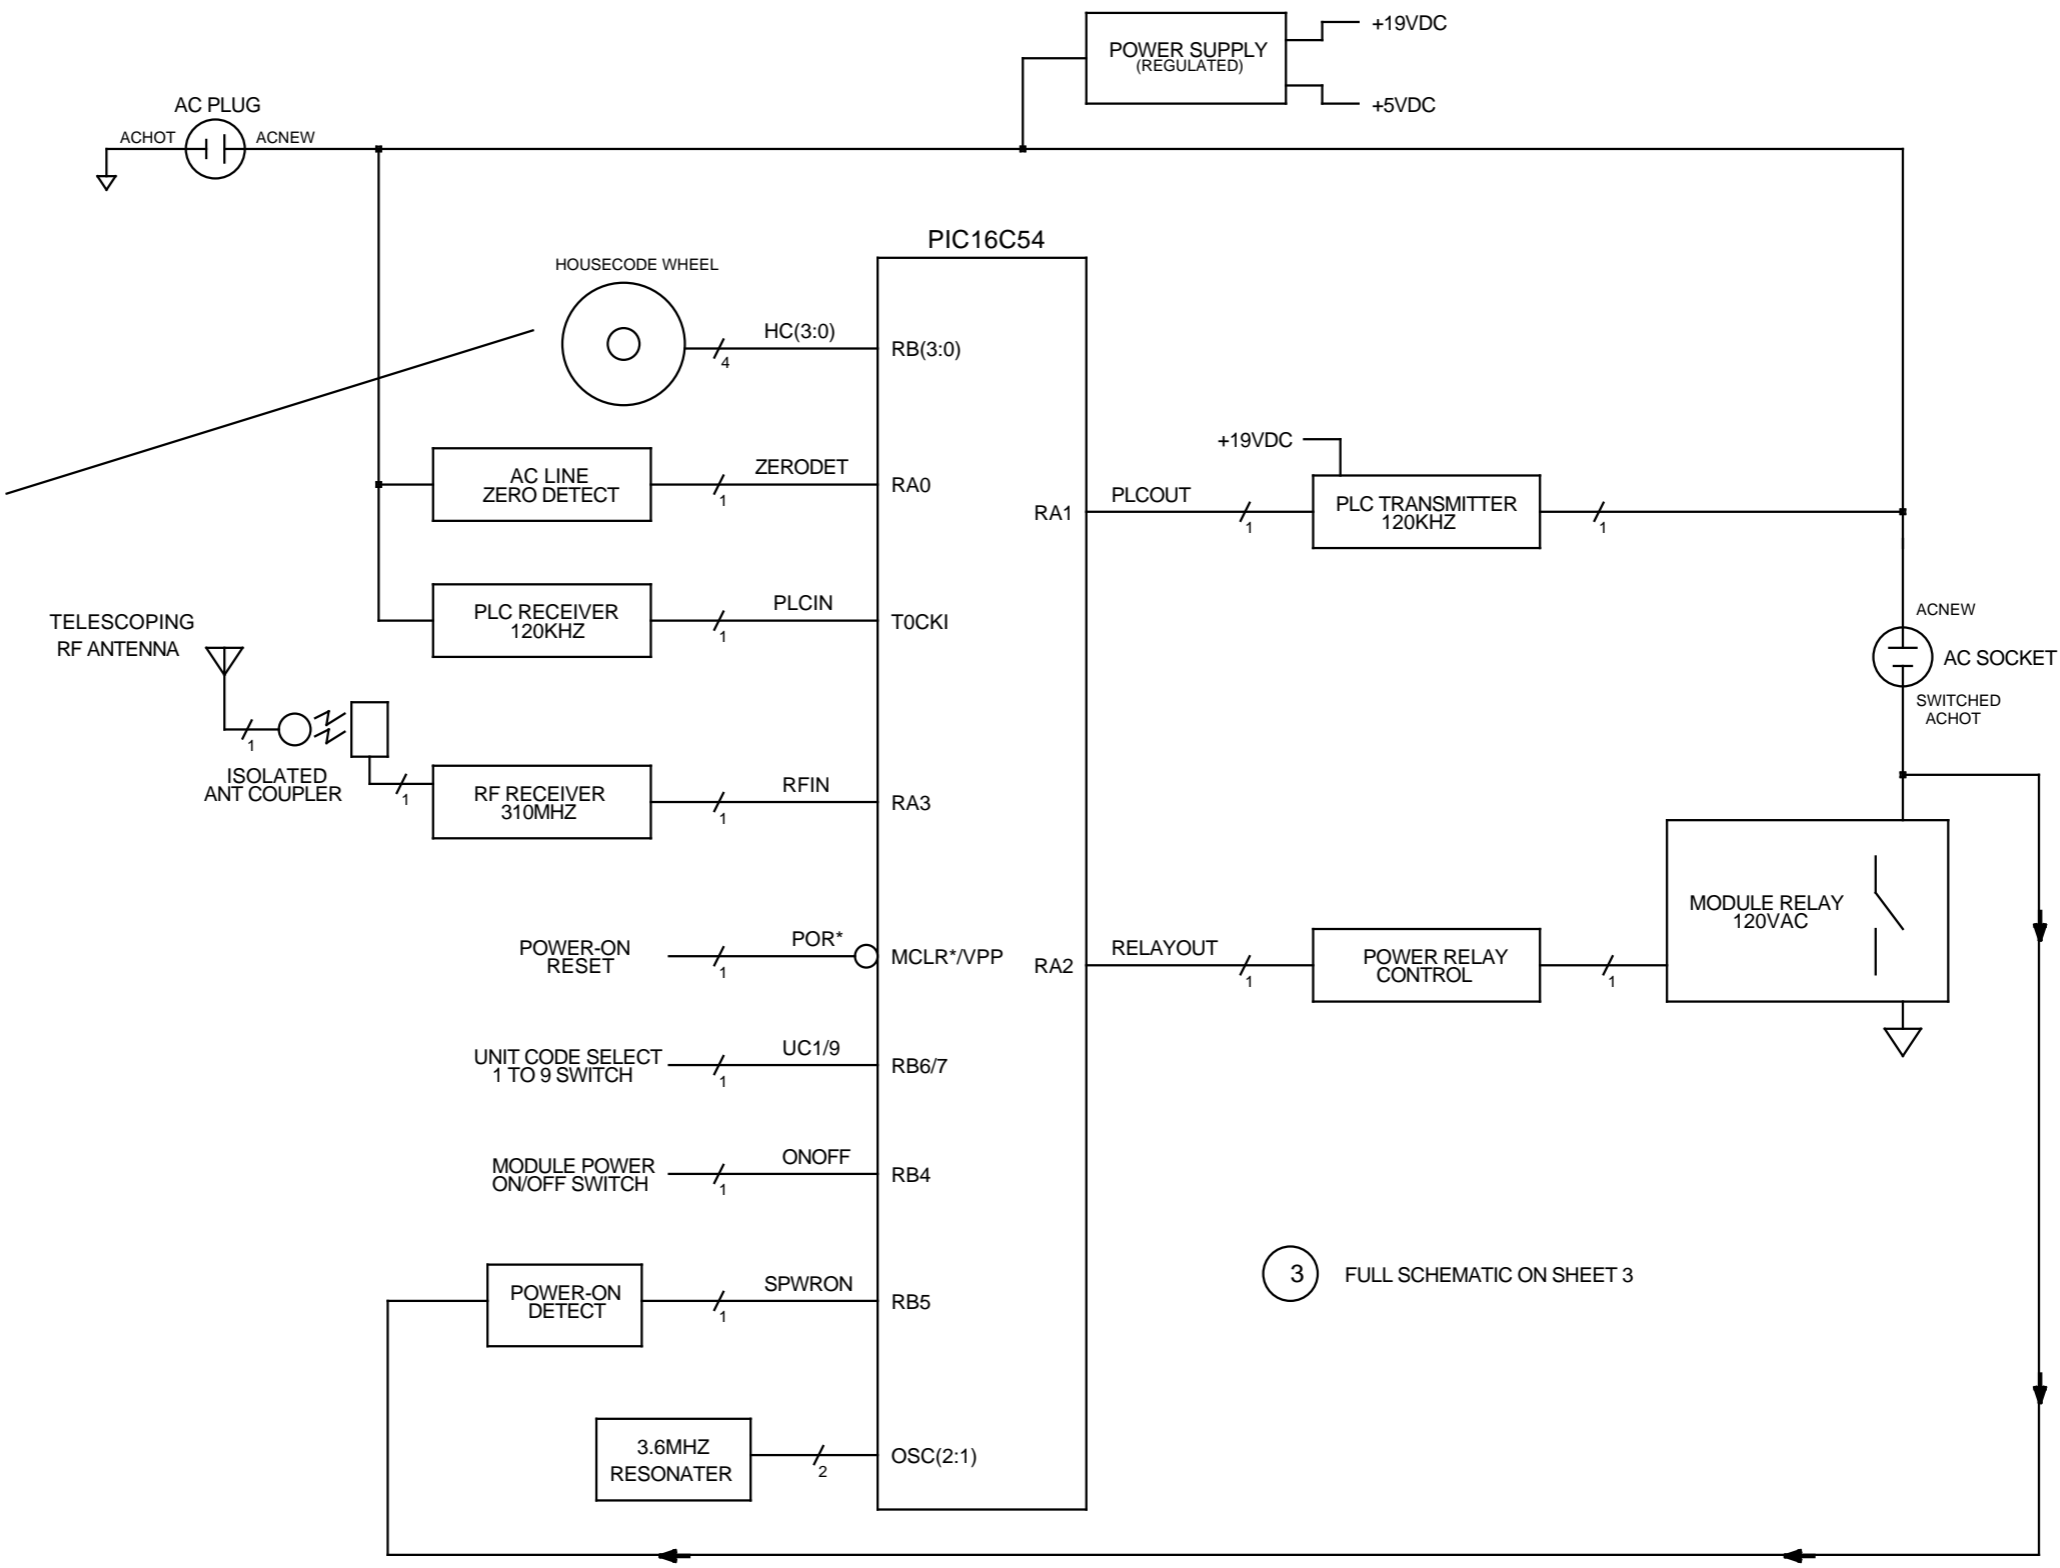 POWER SUPPLY
(REGULATED)
+19VDC
+5VDC
AC PLUG
ACHOT
ACNEW
PIC16C54
HOUSECODE WHEEL
HC(3:0)
4
RB(3:0)
AC LINE
ZERO DETECT
ZERODET
1
RA0
+19VDC
RA1
PLCOUT
1
PLC TRANSMITTER
120KHZ
1
PLC RECEIVER
120KHZ
PLCIN
1
T0CKI
TELESCOPING
RF ANTENNA
1
ISOLATED
ANT COUPLER
1
RF RECEIVER
310MHZ
RFIN
1
RA3
ACNEW
AC SOCKET
SWITCHED
ACHOT
MODULE RELAY
120VAC
POWER-ON
RESET
POR*
1
MCLR*/VPP
RA2
RELAYOUT
1
POWER RELAY
CONTROL
1
UNIT CODE SELECT
1 TO 9 SWITCH
UC1/9
1
RB6/7
MODULE POWER
ON/OFF SWITCH
ONOFF
1
RB4
POWER-ON
DETECT
SPWRON
1
RB5
3 FULL SCHEMATIC ON SHEET 3
3.6MHZ
RESONATER
2
OSC(2:1)